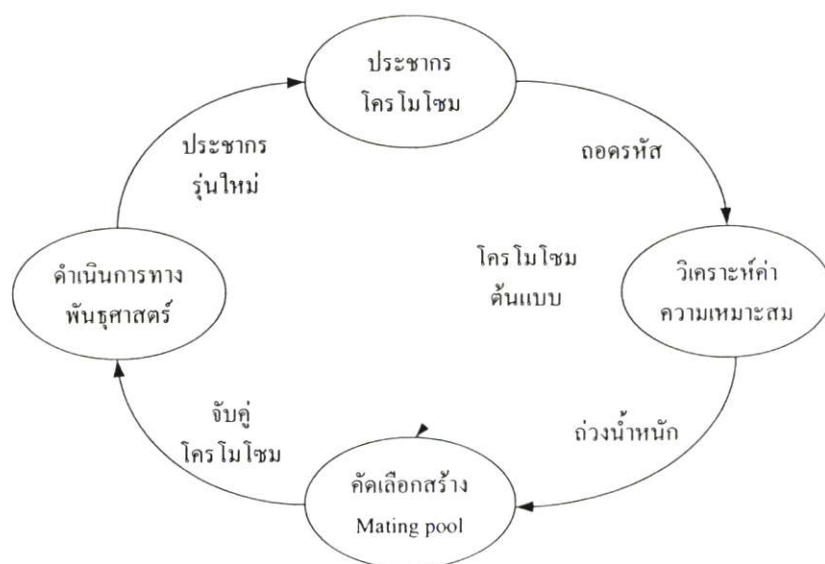 ประชากร
โครโมโซม
ถอดรหัส
ประชากร
รุ่นใหม่
โครโมโซม
ต้นแบบ
วิเคราะห์ค่า
ความเหมาะสม
ดำเนินการทาง
พันธุศาสตร์
จับคู่
โครโมโซม
ถ่วงน้ำหนัก
คัดเลือกสร้าง
Mating pool